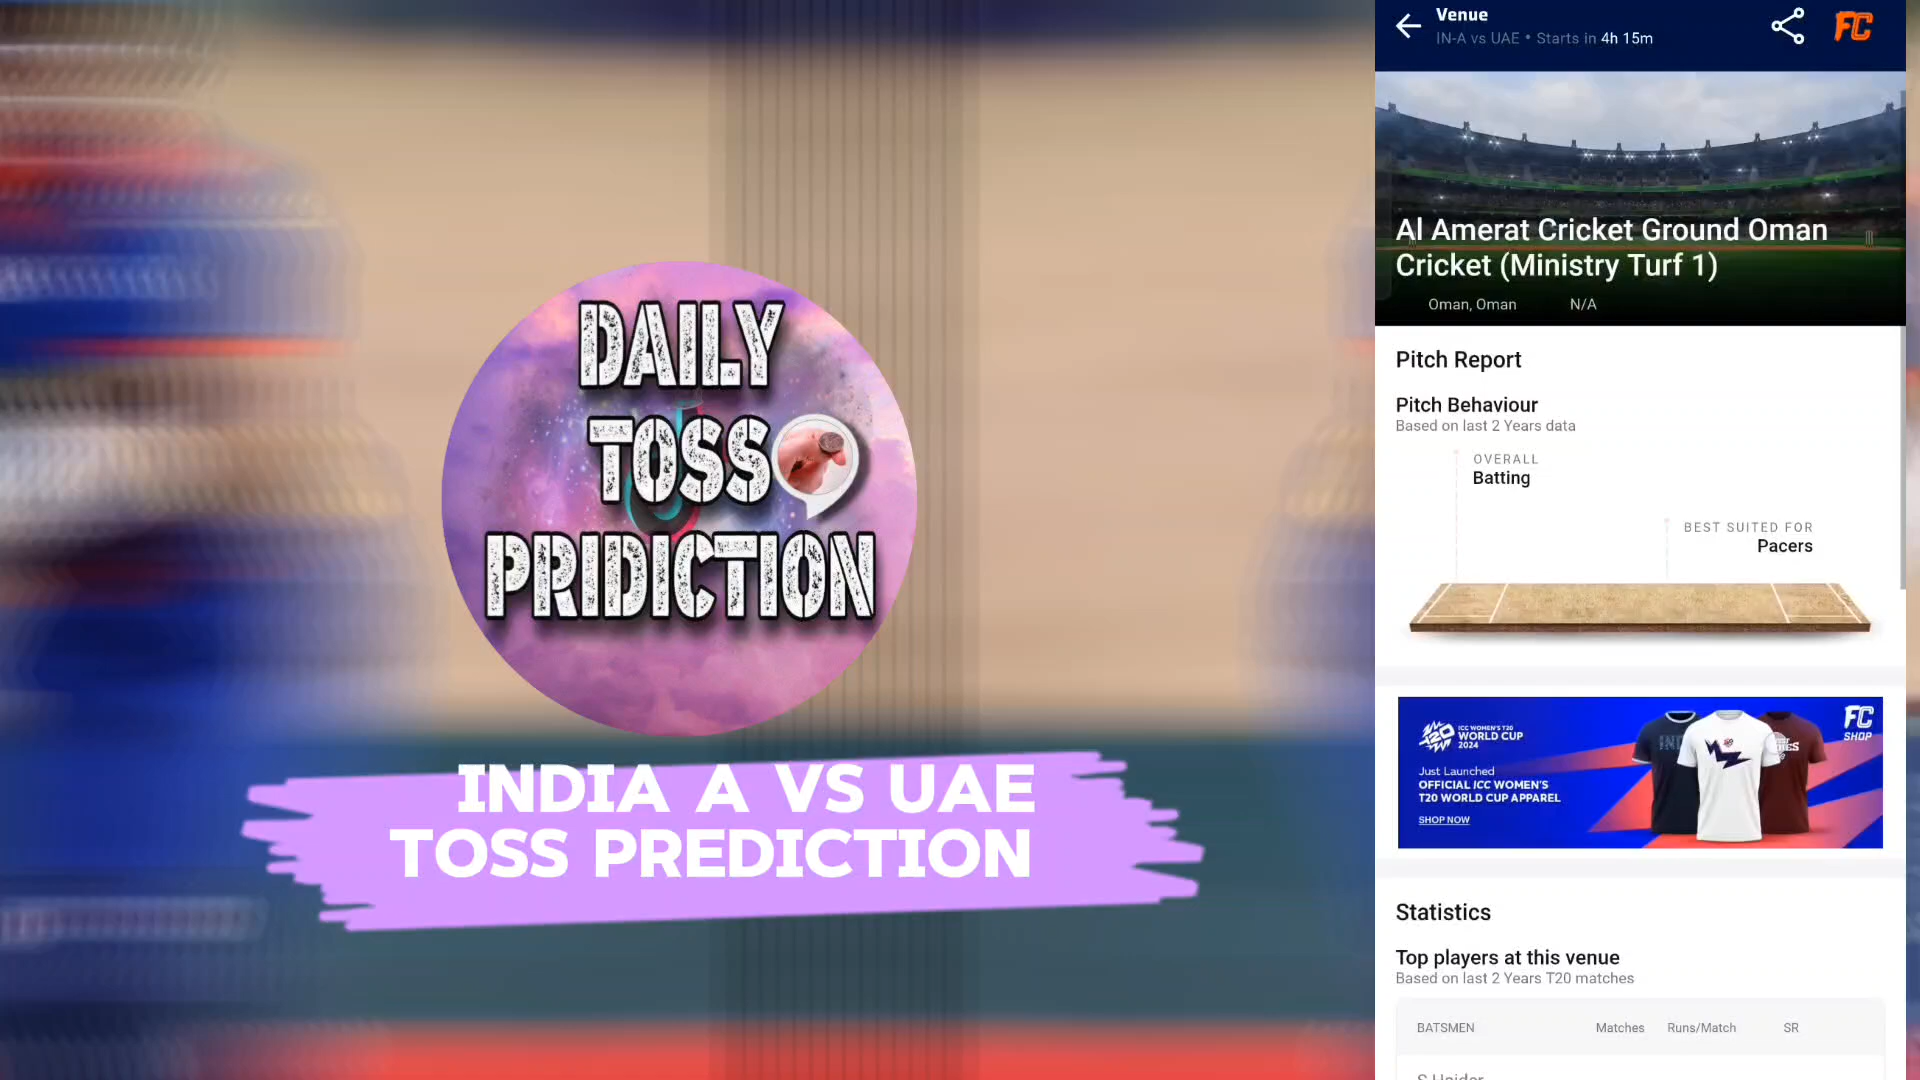 DAILY
TOSS
PRIDICTION
INDIA A VS UAE
TOSS PREDICTION
Venue
IN-A vs UAE • Starts in 4h 15m
FC
Al Amerat Cricket Ground Oman
Cricket (Ministry Turf 1)
Oman, Oman N/A
Pitch Report
Pitch Behaviour
Based on last 2 Years data
OVERALL
Batting
BEST SUITED FOR
Pacers
T20
ICC WOMEN'S T20
WORLD CUP
2024
Just Launched
OFFICIAL ICC WOMEN'S
T20 WORLD CUP APPAREL
SHOP NOW
FC
SHOP
Statistics
Top players at this venue
Based on last 2 Years T20 matches
BATSMEN Matches Runs/Match SR